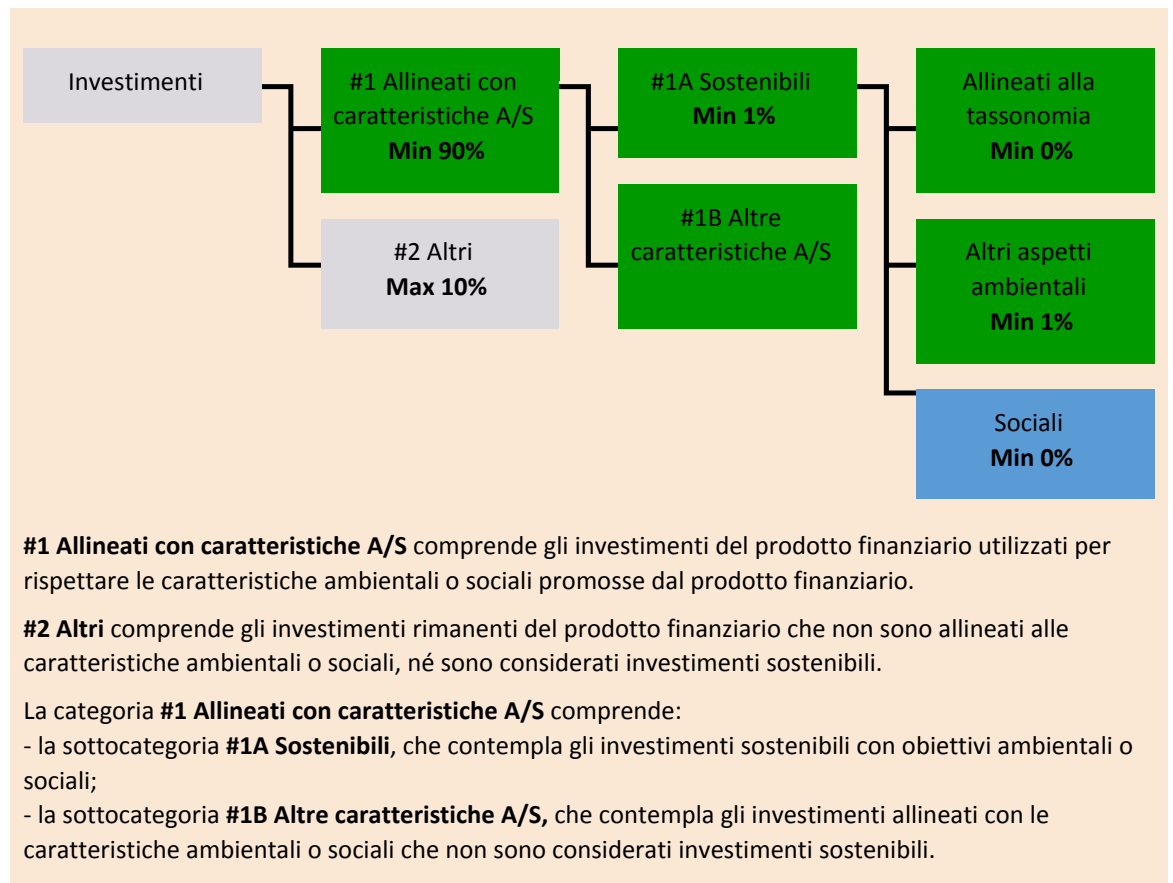 Investimenti
#1 Allineati con
caratteristiche A/S
Min 90%
#2 Altri
Max 10%
#1A Sostenibili
Min 1%
#1B Altre
caratteristiche A/S
Allineati alla
tassonomia
Min 0%
Altri aspetti
ambientali
Min 1%
Sociali
Min 0%
#1 Allineati con caratteristiche A/S comprende gli investimenti del prodotto finanziario utilizzati per
rispettare le caratteristiche ambientali o sociali promosse dal prodotto finanziario.
#2 Altri comprende gli investimenti rimanenti del prodotto finanziario che non sono allineati alle
caratteristiche ambientali o sociali, né sono considerati investimenti sostenibili.
La categoria #1 Allineati con caratteristiche A/S comprende:
- la sottocategoria #1A Sostenibili, che contempla gli investimenti sostenibili con obiettivi ambientali o
sociali;
- la sottocategoria #1B Altre caratteristiche A/S, che contempla gli investimenti allineati con le
caratteristiche ambientali o sociali che non sono considerati investimenti sostenibili.